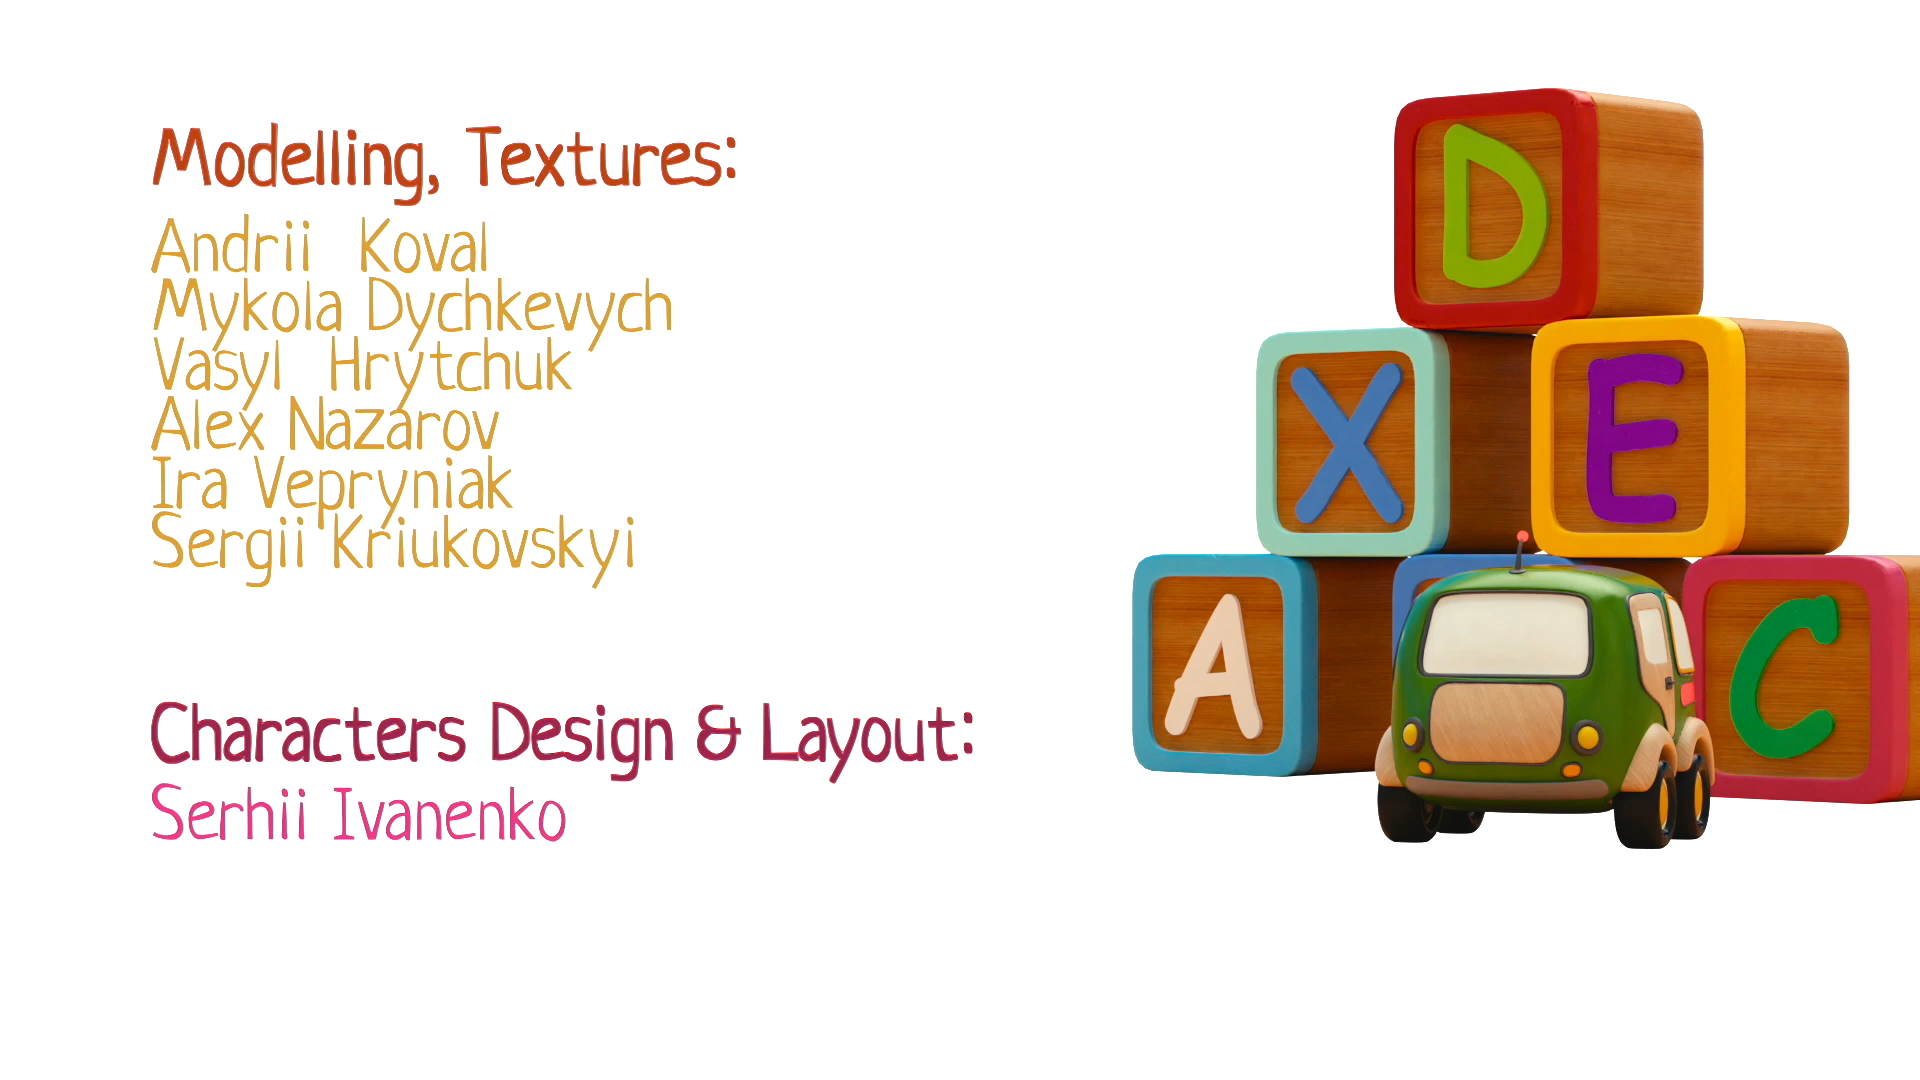 Modelling, Textures:
Andrii Koval
Mykola Dychkevych
Vasyl Hrytchuk
Alex Nazarov
Ira Vepryniak
Sergii Kriukovskyi
Characters Design & Layout:
Serhii Ivanenko
D
X E
A C